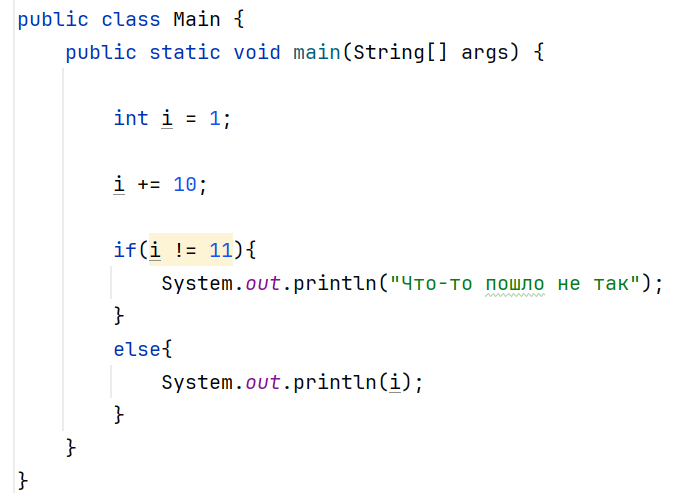 public class Main {
public static void main(String[] args) {
int i = 1;
i += 10;
if(i != 11){
System.out.println("Что-то пошло не так");
}
else{
System.out.println(i);
}
}
}